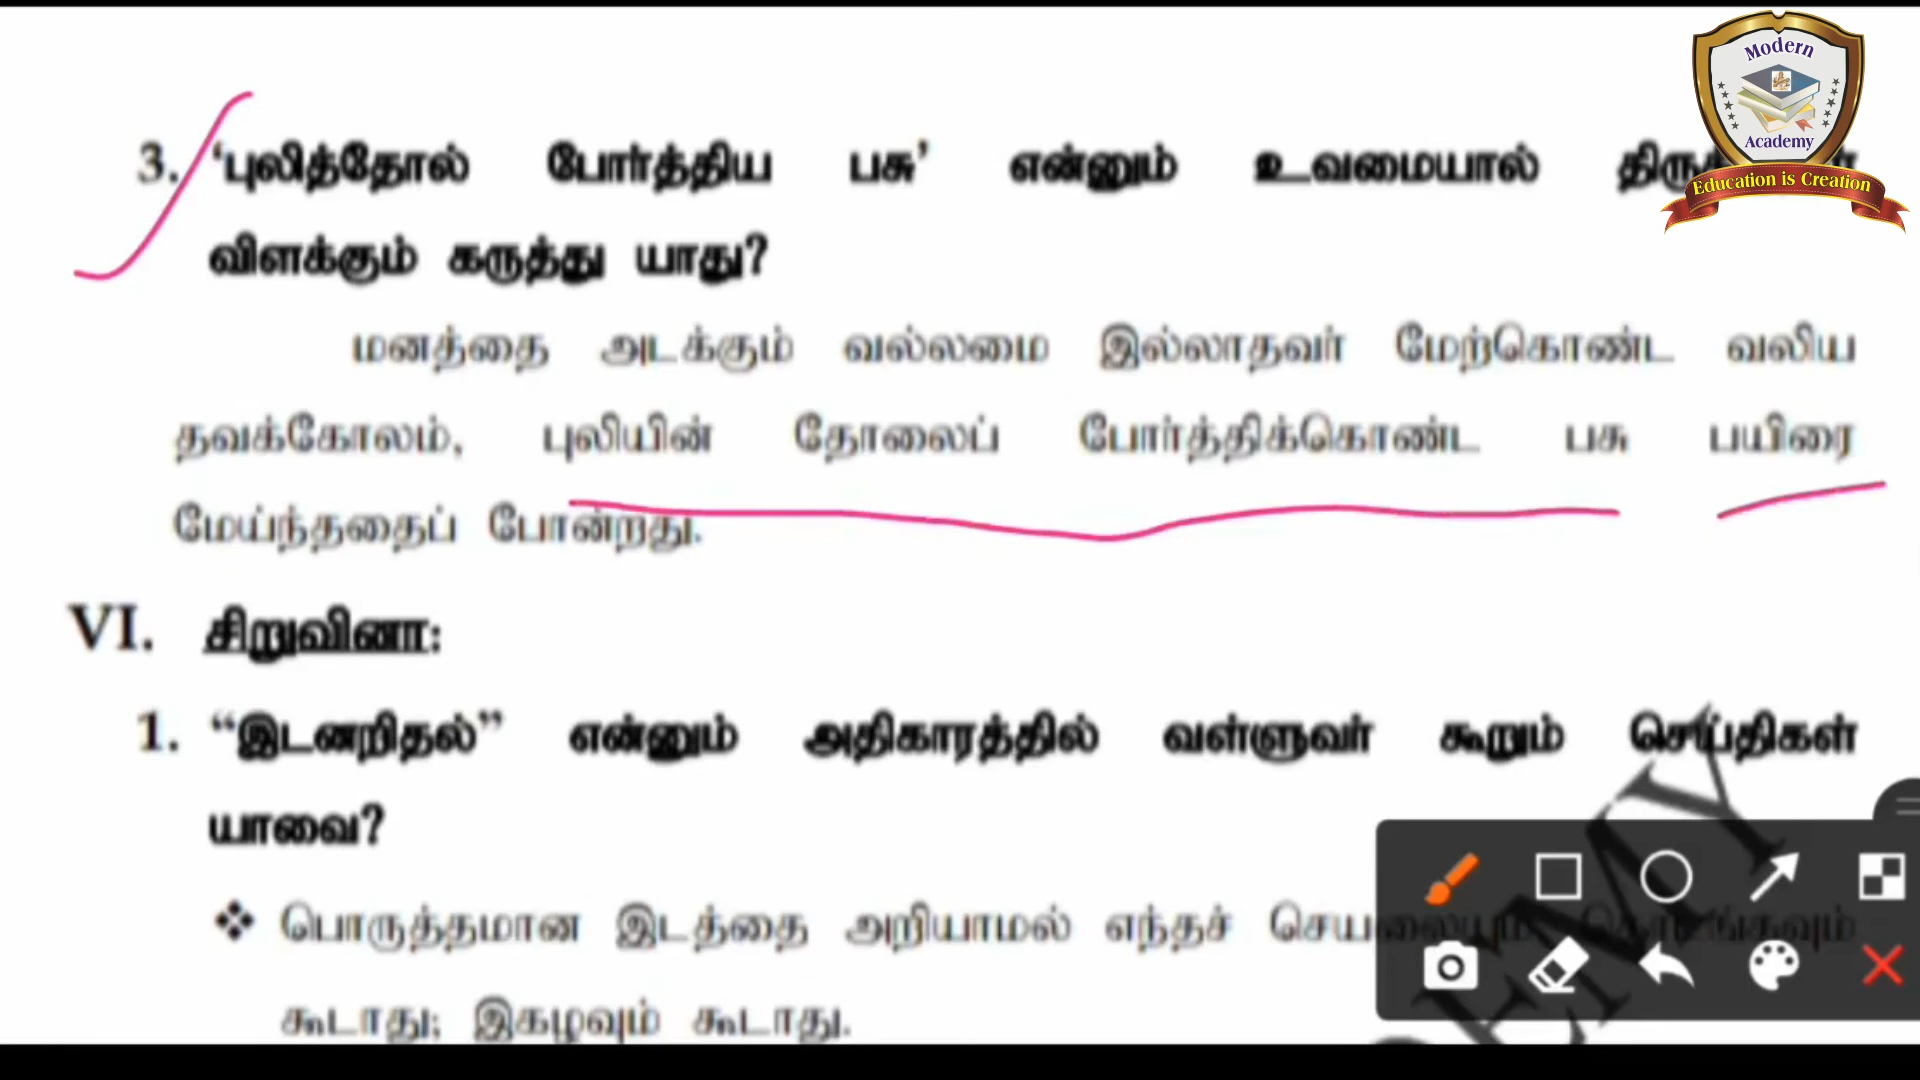 Modern
Academy
Education is Creation
3. ‘புலித்தோல் போர்த்திய பசு’ என்னும் உவமையால்
விளக்கும் கருத்து யாது?
மனத்தை அடக்கும் வல்லமை இல்லாதவர் மேற்கொண்ட வலிய
தவக்கோலம், புலியின் தோலைப் போர்த்திக்கொண்ட பசு பயிரை
மேய்ந்ததைப் போன்றது.
VI. சிறுவினா:
1. “இடனறிதல்” என்னும் அதிகாரத்தில் வள்ளுவர் கூறும் செய்திகள்
யாவை?
❖ பொருத்தமான இடத்தை அறியாமல் எந்தச் செயலையும்
கூடாது; இகழவும் கூடாது.